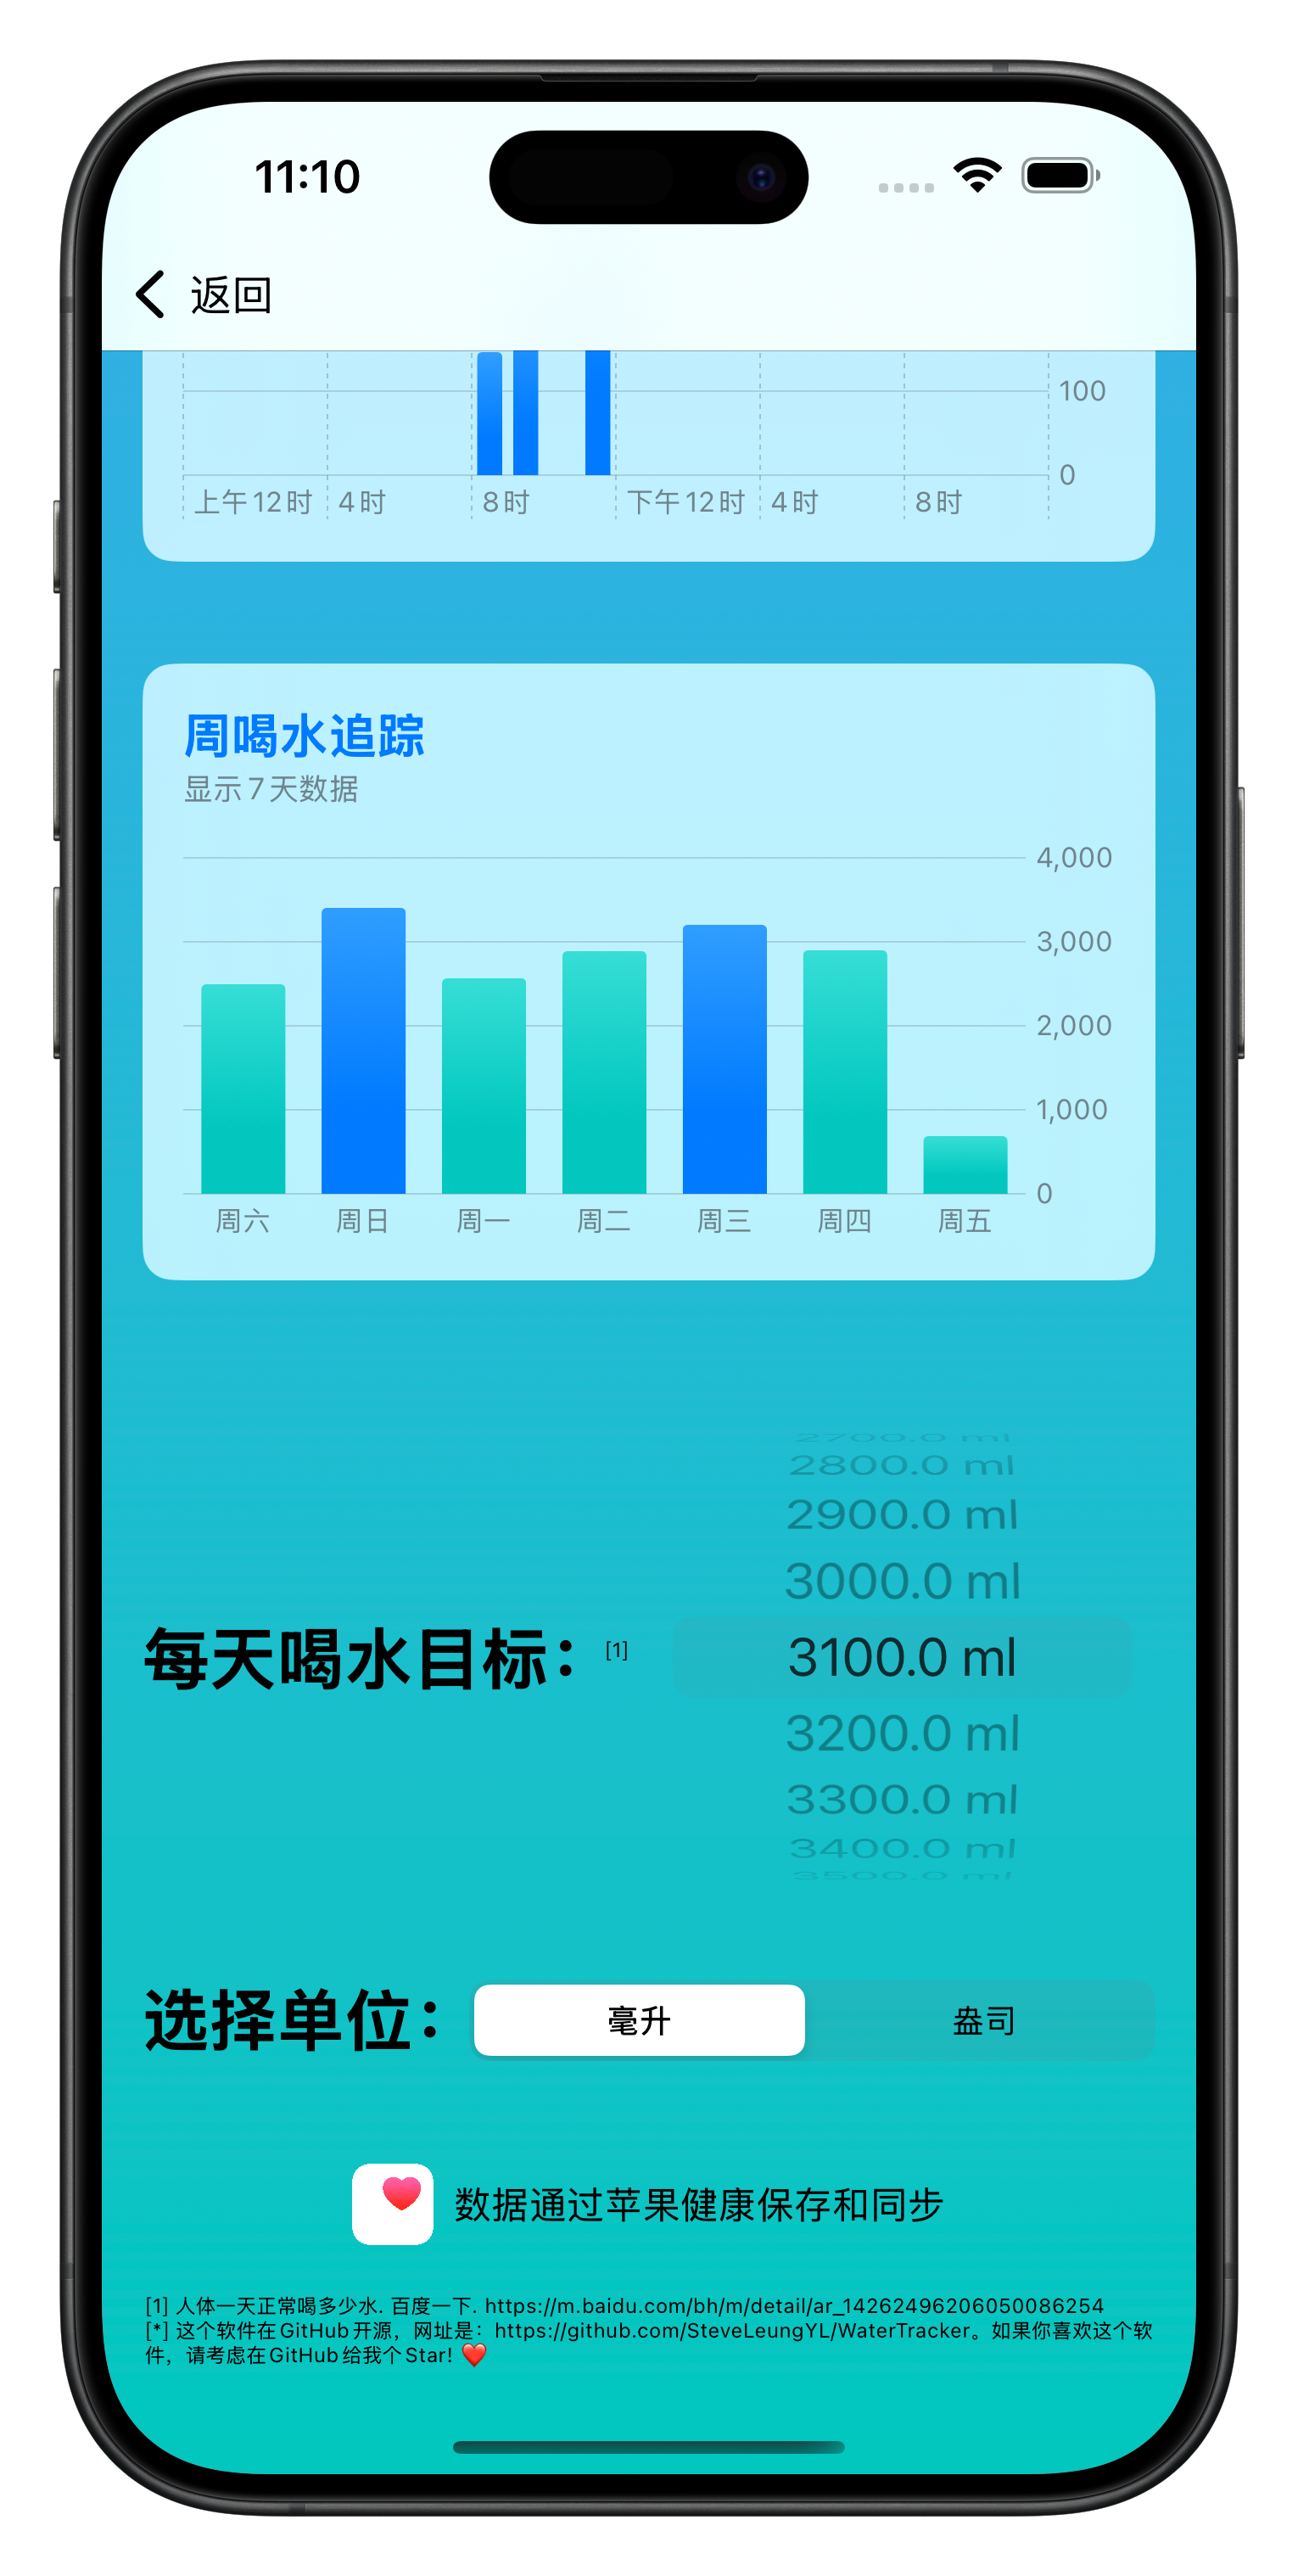 11:10
返回
100
0
上午12时 4时 8时 下午12时 4时 8时
周喝水追踪
显示7天数据
4,000
3,000
2,000
1,000
0
周六 周日 周一 周二 周三 周四 周五
2700.0 ml
2800.0 ml
2900.0 ml
3000.0 ml
每天喝水目标：[1] 3100.0 ml
3200.0 ml
3300.0 ml
3400.0 ml
3500.0 ml
选择单位： 毫升 盎司
数据通过苹果健康保存和同步
[1] 人体一天正常喝多少水. 百度一下. https://m.baidu.com/bh/m/detail/ar_14262496206050086254
[*] 这个软件在GitHub开源，网址是：https://github.com/SteveLeungYL/WaterTracker。如果你喜欢这个软
件，请考虑在GitHub给我个Star! ❤️